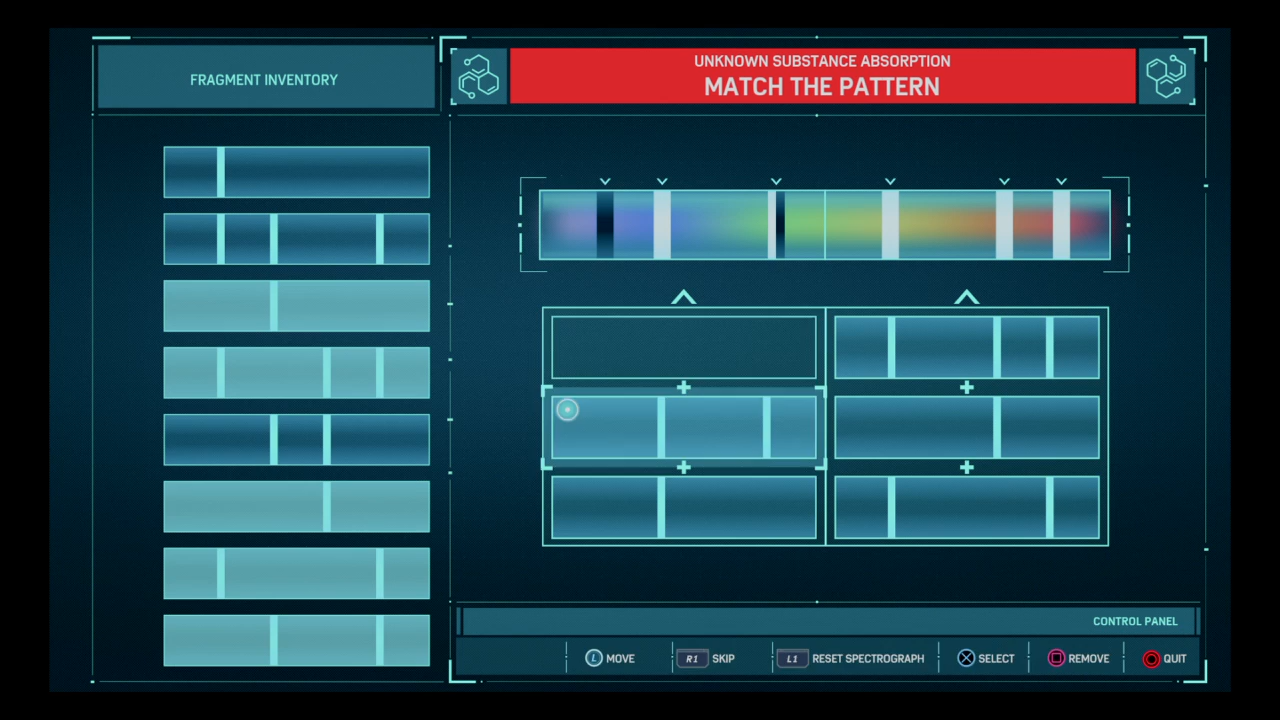 FRAGMENT INVENTORY
UNKNOWN SUBSTANCE ABSORPTION
MATCH THE PATTERN
CONTROL PANEL
L MOVE
R1 SKIP
L1 RESET SPECTROGRAPH
SELECT
REMOVE
QUIT